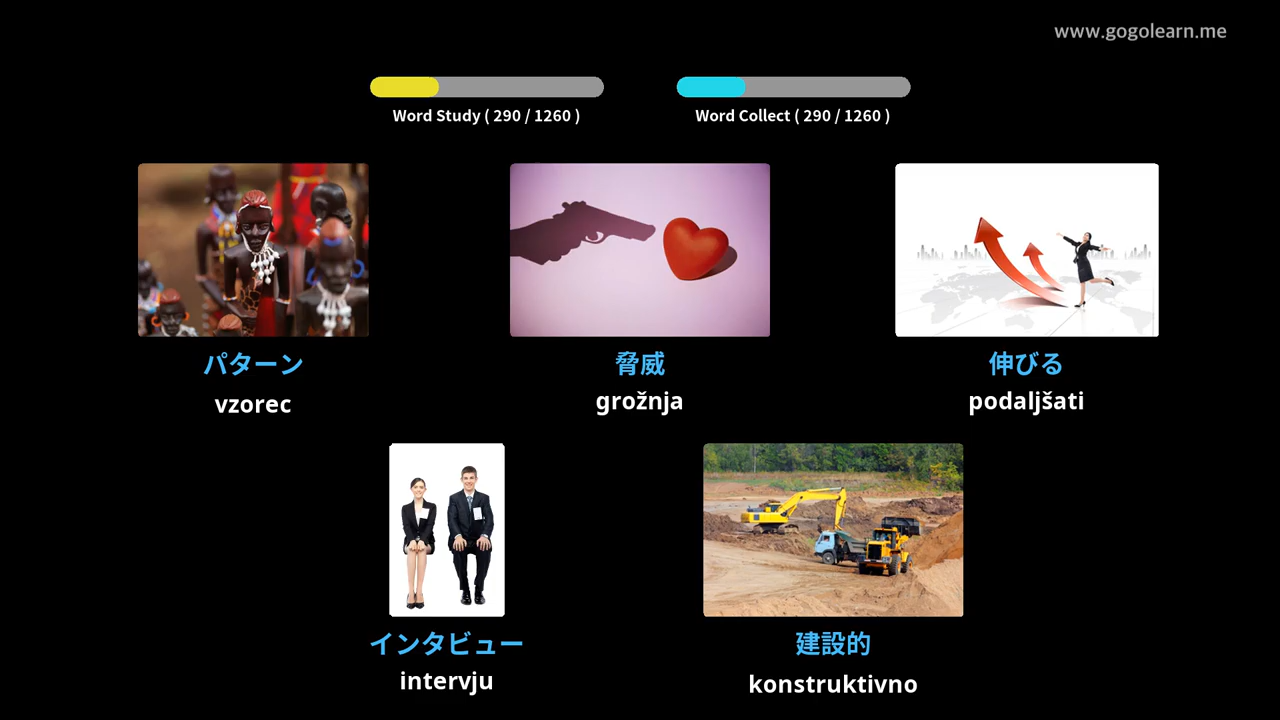 www.gogolearn.me
Word Study ( 290 / 1260 )
Word Collect ( 290 / 1260 )
パターン
vzorec
脅威
grožnja
伸びる
podaljšati
インタビュー
intervju
建設的
konstruktivno